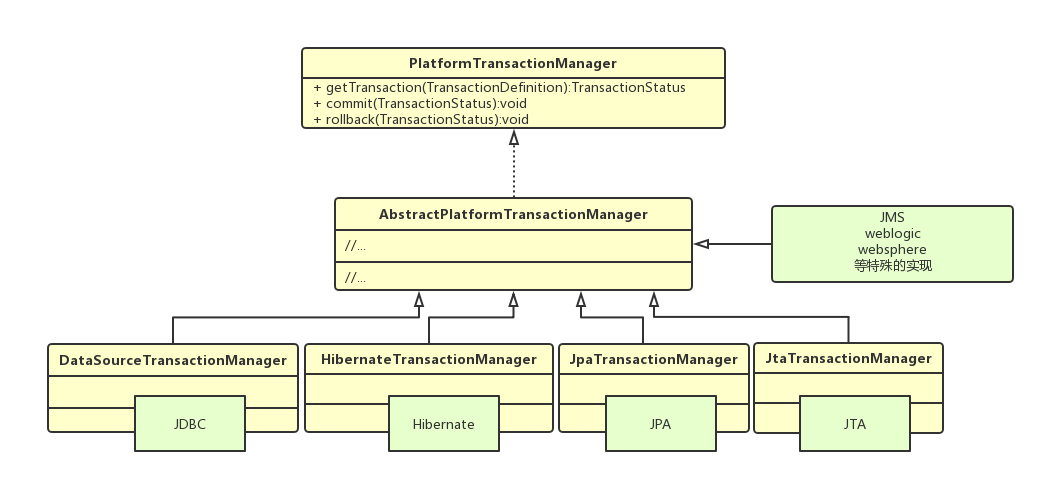 PlatformTransactionManager
+ getTransaction(TransactionDefinition):TransactionStatus
+ commit(TransactionStatus):void
+ rollback(TransactionStatus):void
AbstractPlatformTransactionManager
//...
//...
JMS
weblogic
websphere
等特殊的实现
DataSourceTransactionManager
JDBC
HibernateTransactionManager
Hibernate
JpaTransactionManager
JPA
JtaTransactionManager
JTA